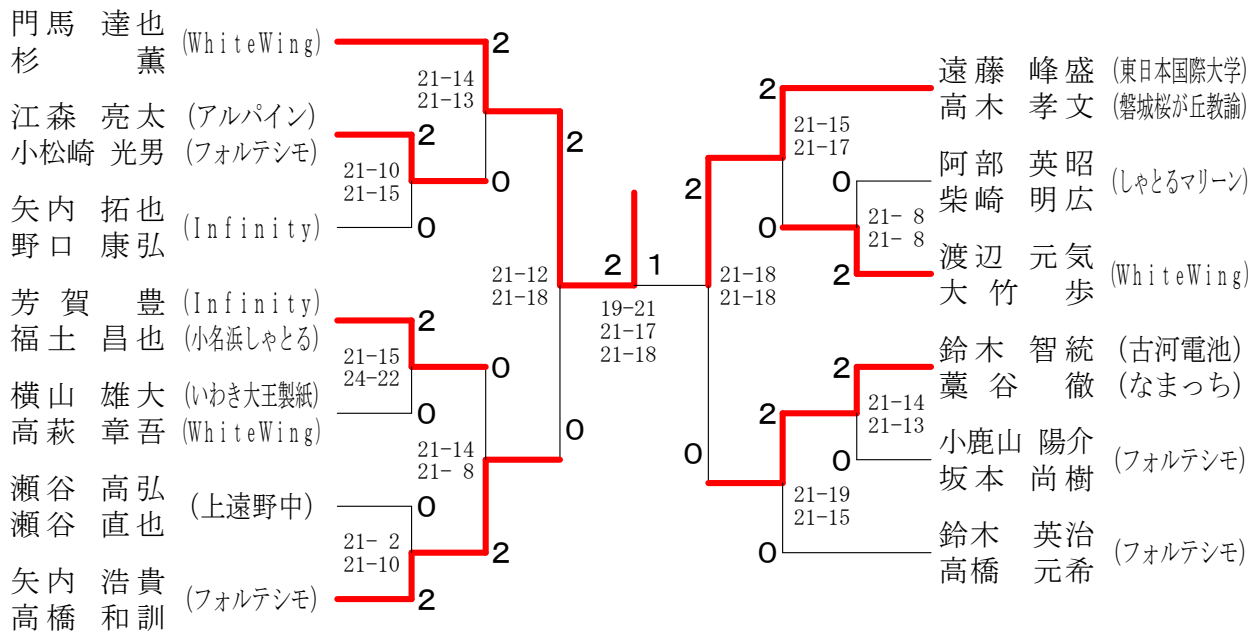 門馬 達也 (WhiteWing)
杉 薫
2
21-14
21-13
江森 亮太 (アルパイン)
小松崎 光男 (フォルテシモ)
2
21-10
21-15
0
矢内 拓也
野口 康弘 (Infinity)
0
2
芳賀 豊 (Infinity)
福土 昌也 (小名浜しゃとる)
2
21-15
24-22
0
横山 雄大 (いわき大王製紙)
高萩 章吾 (WhiteWing)
0
21-14
21- 8
瀬谷 高弘
瀬谷 直也 (上遠野中)
0
21- 2
21-10
2
矢内 浩貴
高橋 和訓 (フォルテシモ)
2
21-12
21-18
0
2 1
19-21
21-17
21-18
遠藤 峰盛 (東日本国際大学)
高木 孝文 (磐城桜が丘教諭)
2
21-15
21-17
2
阿部 英昭
柴崎 明広 (しゃとるマリーン)
0
21- 8
21- 8
0
渡辺 元気
大竹 歩 (WhiteWing)
2
21-18
21-18
鈴木 智統 (古河電池)
藁谷 徹 (なまっち)
2
21-14
21-13
2
小鹿山 陽介
坂本 尚樹 (フォルテシモ)
0
0
21-19
21-15
鈴木 英治
高橋 元希 (フォルテシモ)
0